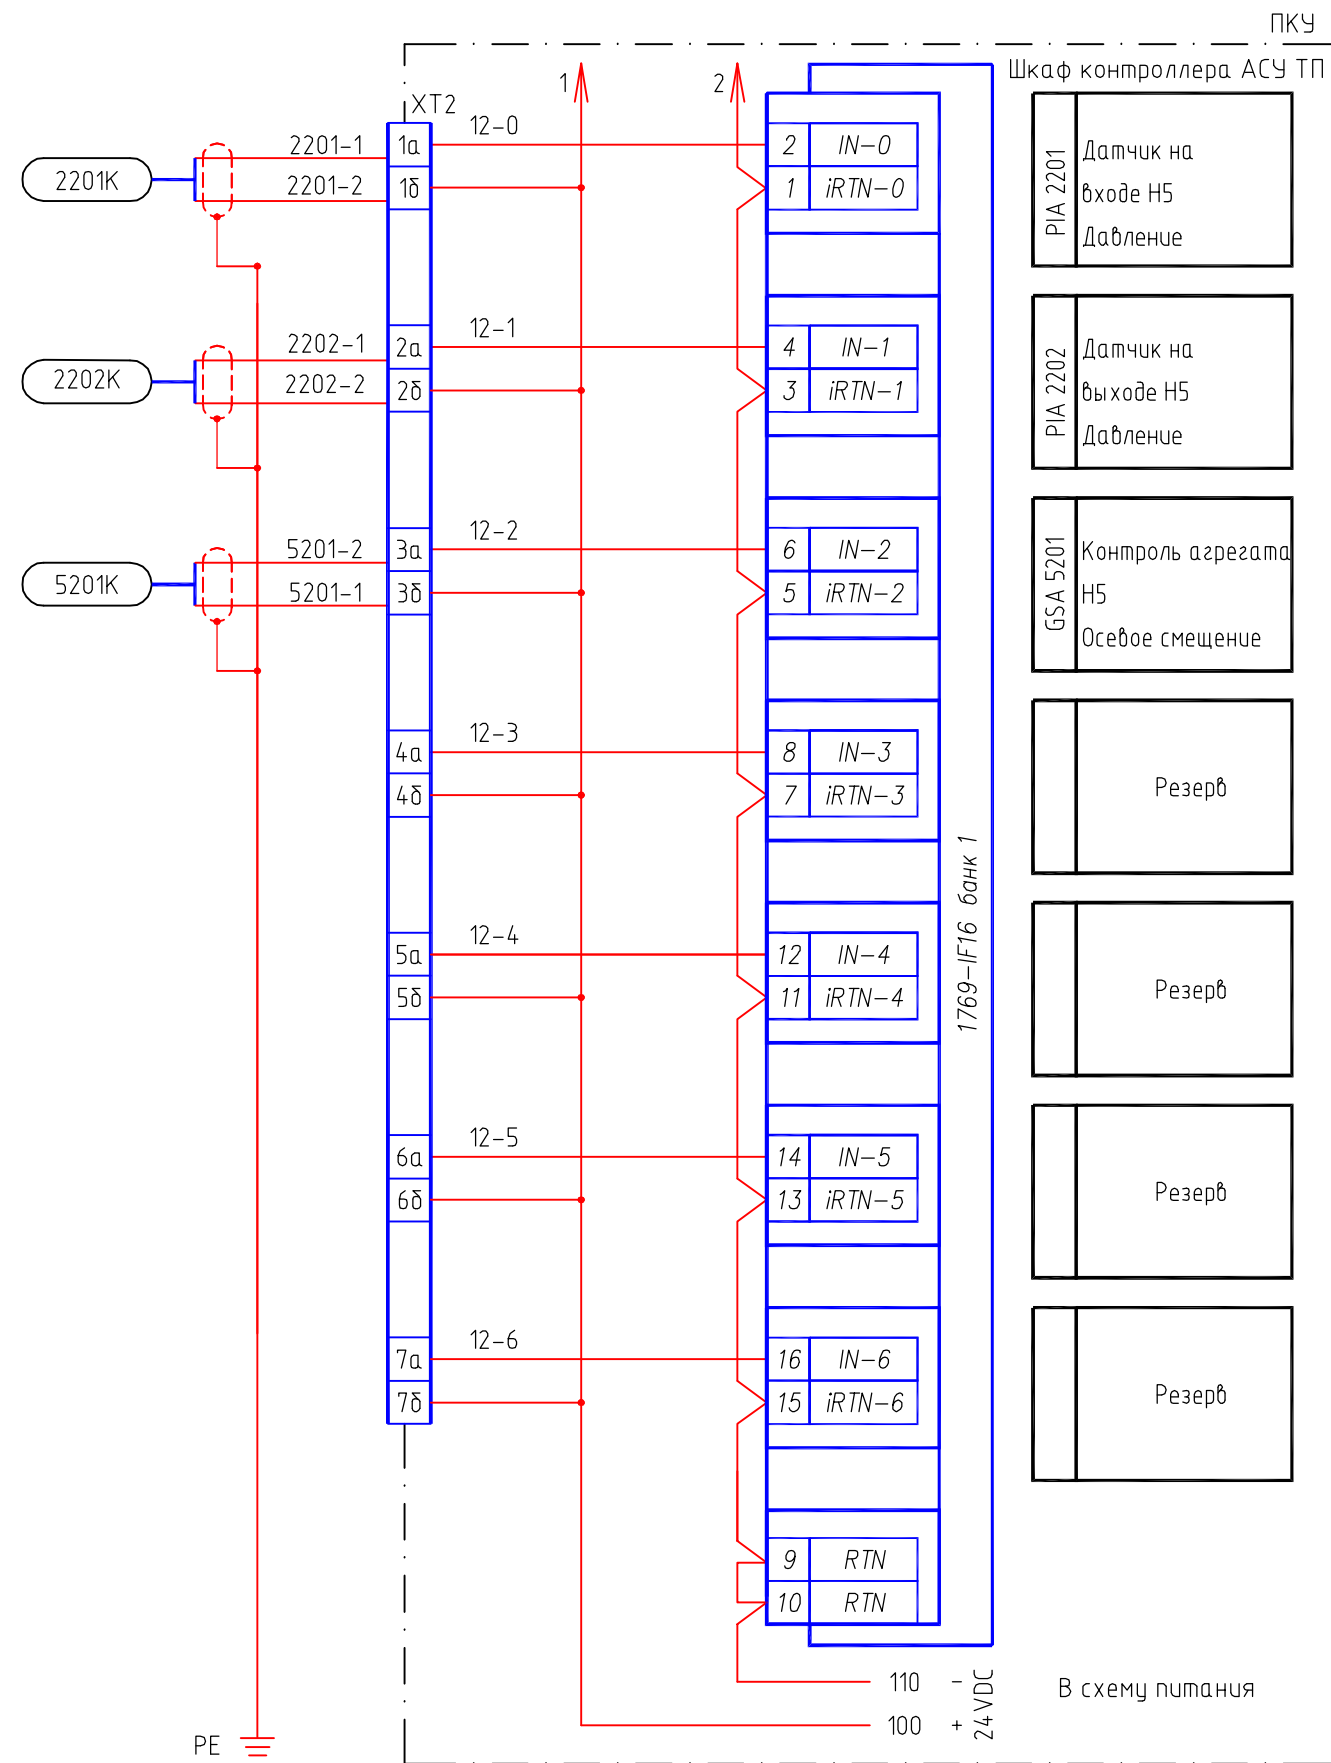 ПКУ
Шкаф контроллера АСУ ТП
1
2
XT2
2201К
2201-1
2201-2
1а
1б
12-0
2 IN-0
1 iRTN-0
PIA 2201
Датчик на
входе Н5
Давление
2202К
2202-1
2202-2
2а
2б
12-1
4 IN-1
3 iRTN-1
PIA 2202
Датчик на
выходе Н5
Давление
5201К
5201-2
5201-1
3а
3б
12-2
6 IN-2
5 iRTN-2
GSA 5201
Контроль агрегата
Н5
Осевое смещение
4а
4б
12-3
8 IN-3
7 iRTN-3
Резерв
1769-IF16 банк 1
5а
5б
12-4
12 IN-4
11 iRTN-4
Резерв
6а
6б
12-5
14 IN-5
13 iRTN-5
Резерв
7а
7б
12-6
16 IN-6
15 iRTN-6
Резерв
9 RTN
10 RTN
110 -
100 +
24VDC
В схему питания
PE